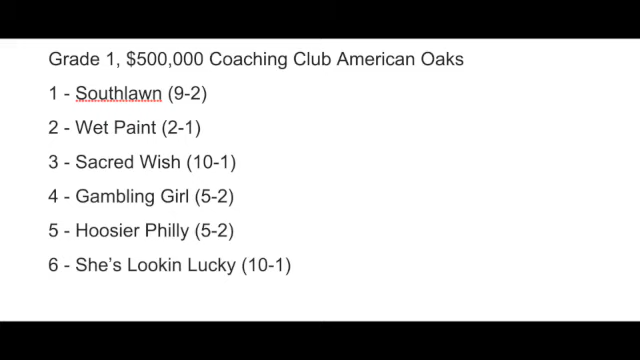 Grade 1, $500,000 Coaching Club American Oaks
1 - Southlawn (9-2)
2 - Wet Paint (2-1)
3 - Sacred Wish (10-1)
4 - Gambling Girl (5-2)
5 - Hoosier Philly (5-2)
6 - She’s Lookin Lucky (10-1)